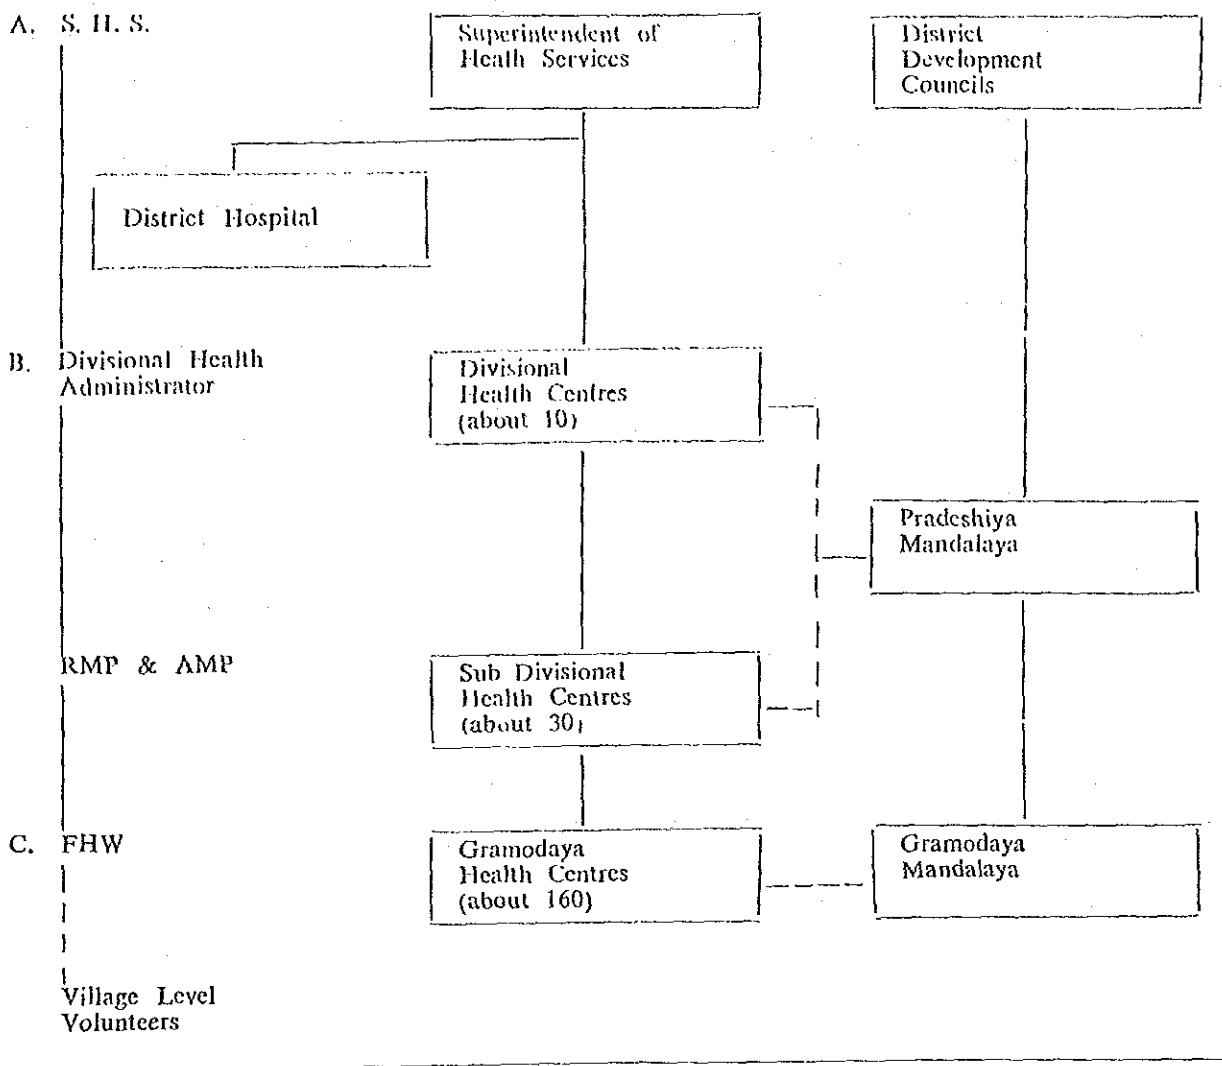 A. S. H. S.
Superintendent of
Health Services
District
Development
Councils
District Hospital
B. Divisional Health
Administrator
Divisional
Health Centres
(about 10)
Pradeshiya
Mandalaya
RMP & AMP
Sub Divisional
Health Centres
(about 30)
C. FHW
Gramodaya
Health Centres
(about 160)
Gramodaya
Mandalaya
Village Level
Volunteers